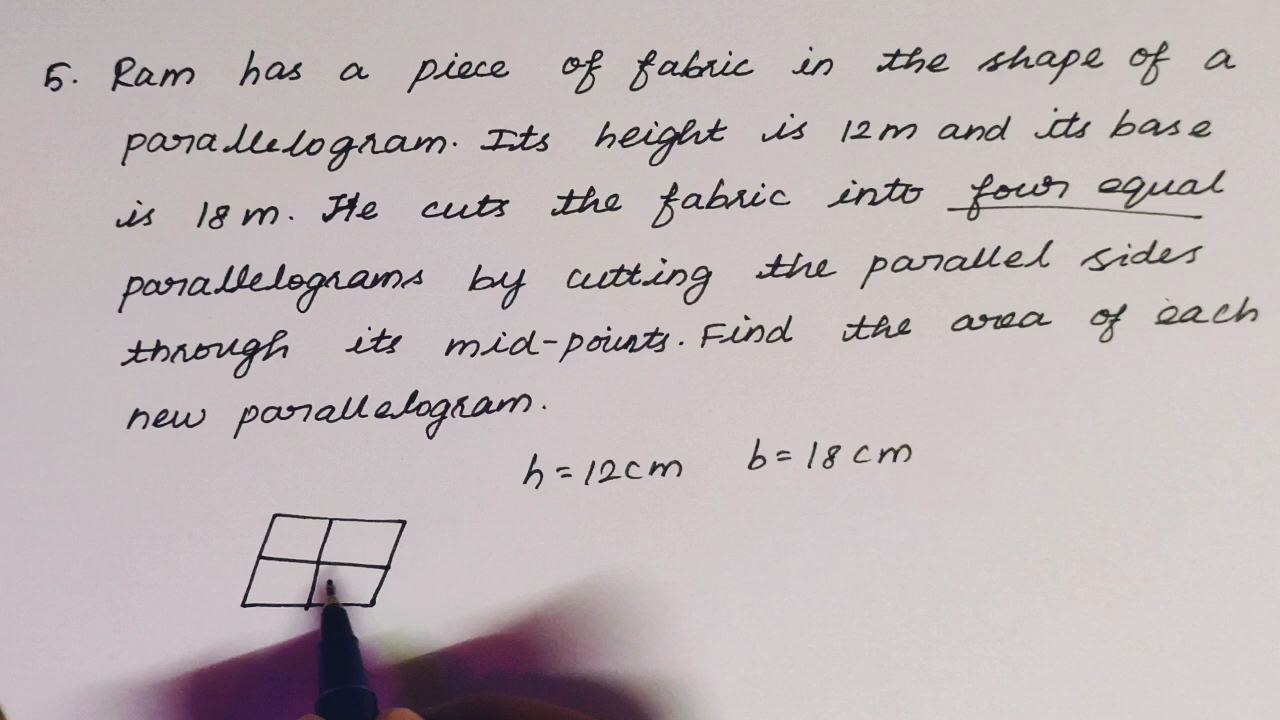 5. Ram has a piece of fabric in the shape of a
parallelogram. Its height is 12m and its base
is 18m. He cuts the fabric into four equal
parallelograms by cutting the parallel sides
through its mid-points. Find the area of each
new parallelogram.
h = 12cm b = 18cm